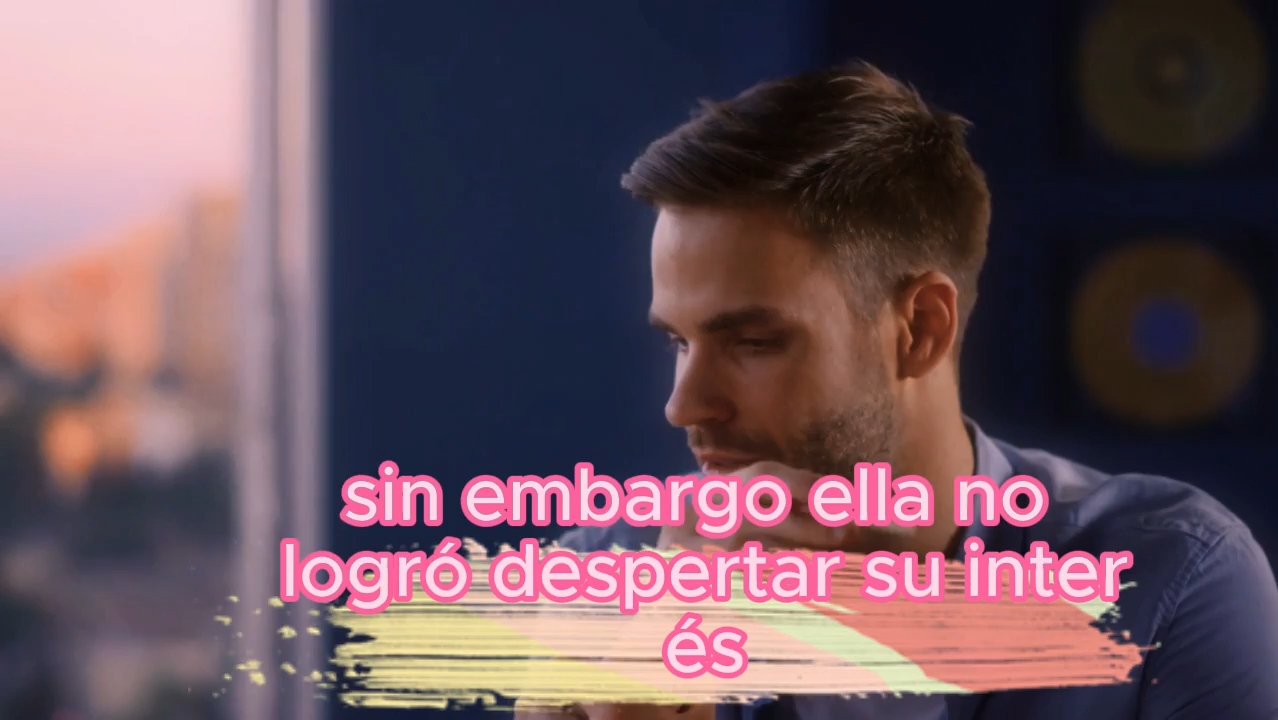 sin embargo ella no
logró despertar su inter
és